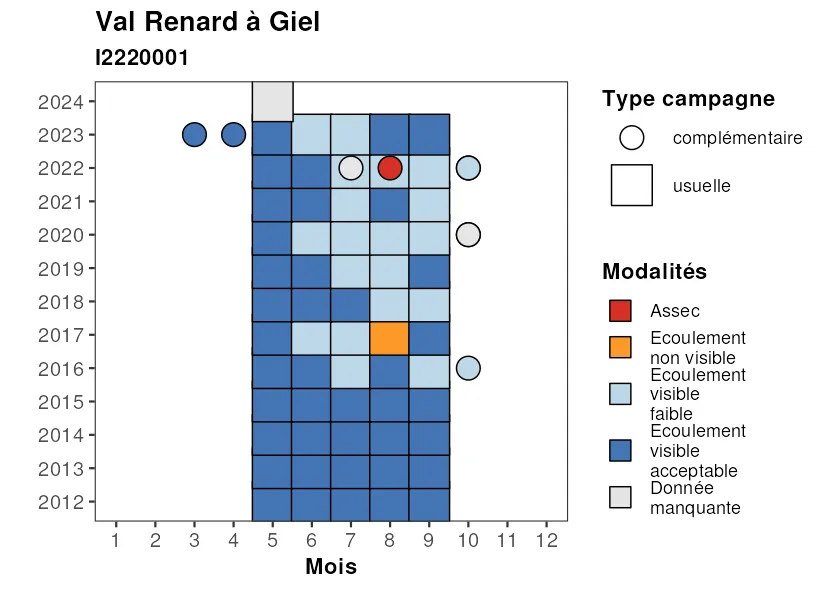 Val Renard à Giel
I2220001
2024
2023
2022
2021
2020
2019
2018
2017
2016
2015
2014
2013
2012
1 2 3 4 5 6 7 8 9 10 11 12
Mois
Type campagne
complémentaire
usuelle
Modalités
Assec
Ecoulement
non visible
Ecoulement
visible
faible
Ecoulement
visible
acceptable
Donnée
manquante